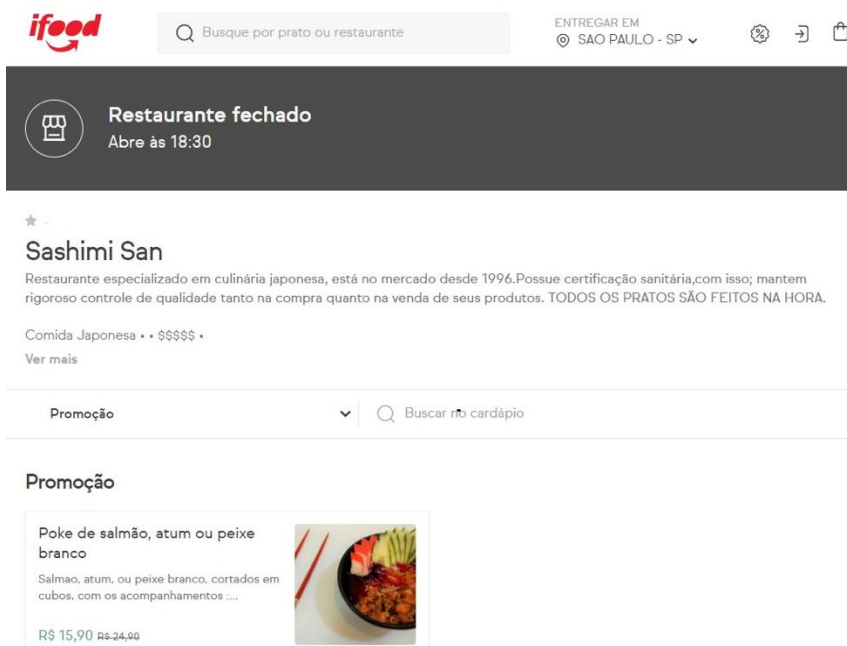 ifood
Busque por prato ou restaurante
ENTREGAR EM
SAO PAULO - SP
Restaurante fechado
Abre às 18:30
Sashimi San
Restaurante especializado em culinária japonesa, está no mercado desde 1996.Possue certificação sanitária,com isso; mantem
rigoroso controle de qualidade tanto na compra quanto na venda de seus produtos. TODOS OS PRATOS SÃO FEITOS NA HORA.
Comida Japonesa • • $$$$$ •
Ver mais
Promoção
Buscar no cardápio
Promoção
Poke de salmão, atum ou peixe
branco
Salmao, atum, ou peixe branco, cortados em
cubos, com os acompanhamentos :...
R$ 15,90 R$ 24,90